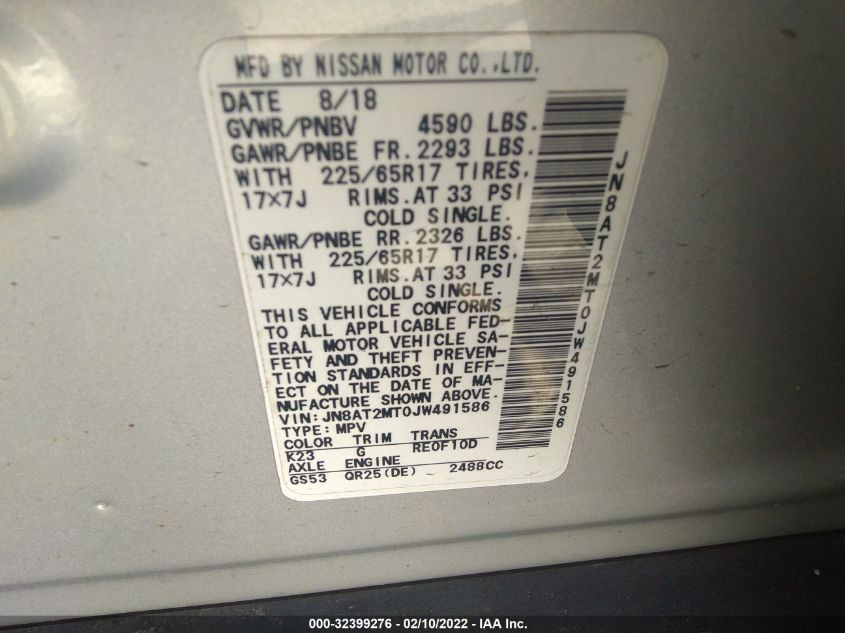 MFD BY NISSAN MOTOR CO.,LTD.
DATE 8/18
GVWR/PNBV 4590 LBS.
GAWR/PNBE FR. 2293 LBS.
WITH 225/65R17 TIRES,
17×7J RIMS.AT 33 PSI
COLD SINGLE.
GAWR/PNBE RR. 2326 LBS.
WITH 225/65R17 TIRES,
17×7J RIMS.AT 33 PSI
COLD SINGLE.
THIS VEHICLE CONFORMS
TO ALL APPLICABLE FED-
ERAL MOTOR VEHICLE SA-
FETY AND THEFT PREVEN-
TION STANDARDS IN EFF-
ECT ON THE DATE OF MA-
NUFACTURE SHOWN ABOVE.
VIN:JN8AT2MT0JW491586
TYPE:MPV
COLOR TRIM TRANS
K23 G RE0F10D
AXLE ENGINE
GS53 QR25(DE) 2488CC
JN8AT2MT0JW491586
000-32399276 - 02/10/2022 - IAA Inc.